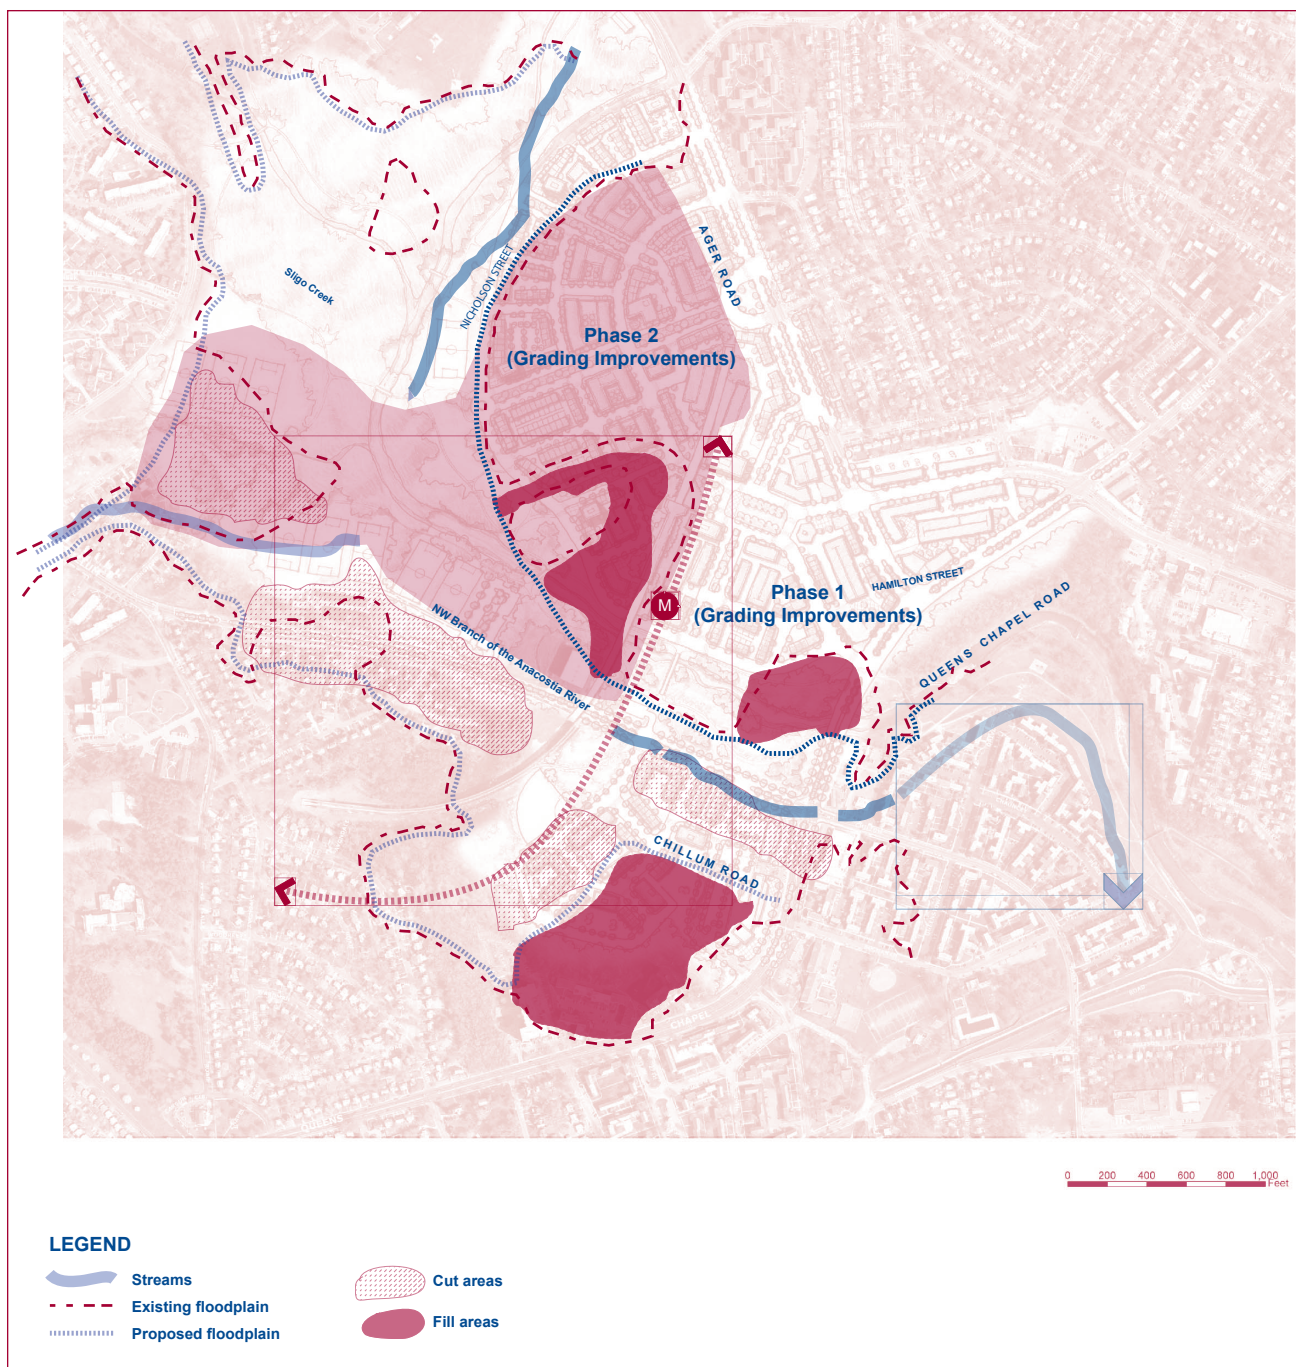 Sligo Creek
NICHOLSON STREET
AGER ROAD
Phase 2
(Grading Improvements)
Phase 1
(Grading Improvements)
HAMILTON STREET
QUEENS CHAPEL ROAD
M
NW Branch of the Anacostia River
CHILLUM ROAD
CHAPEL
QUEENS
0 200 400 600 800 1,000
Feet
LEGEND
Streams
Existing floodplain
Proposed floodplain
Cut areas
Fill areas